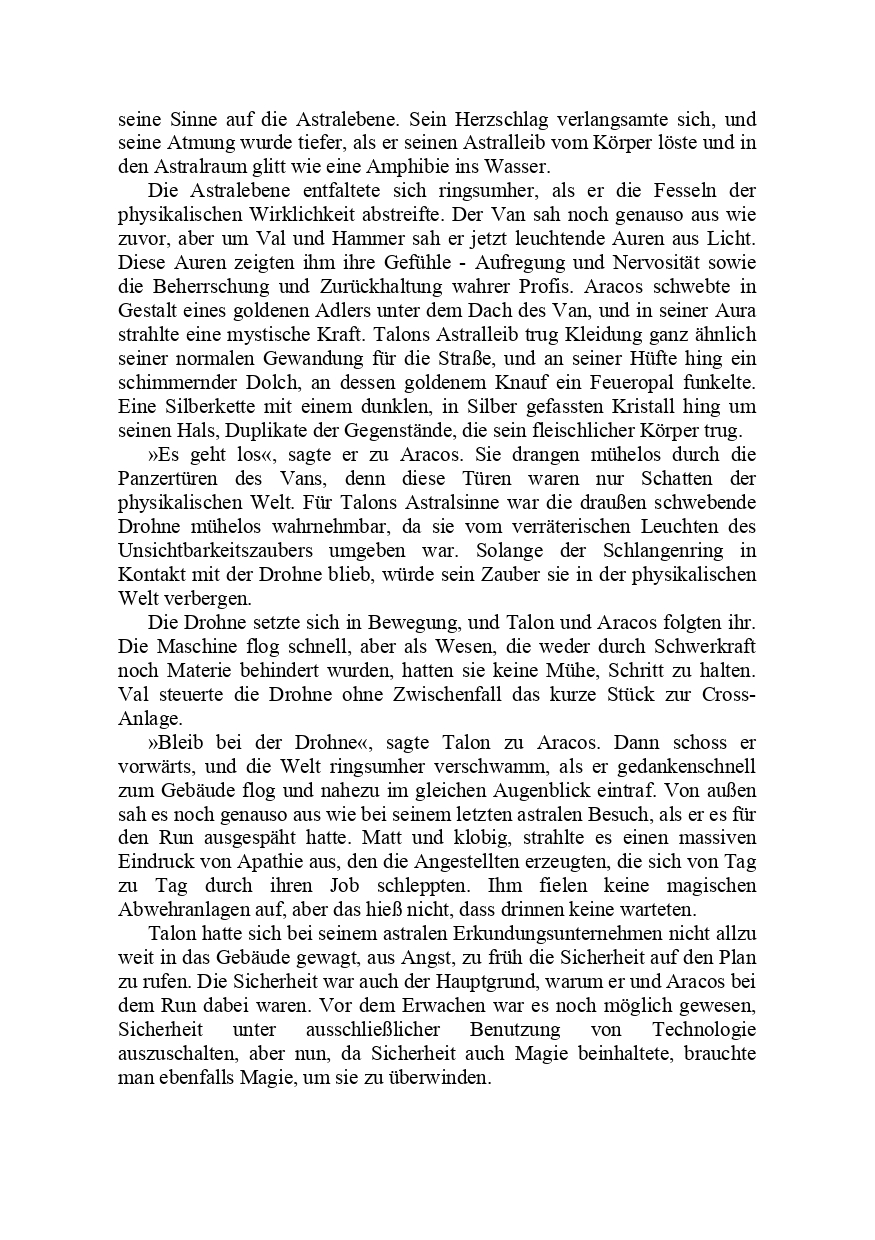 seine Sinne auf die Astralebene. Sein Herzschlag verlangsamte sich, und
seine Atmung wurde tiefer, als er seinen Astralleib vom Körper löste und in
den Astralraum glitt wie eine Amphibie ins Wasser.
Die Astralebene entfaltete sich ringsumher, als er die Fesseln der
physikalischen Wirklichkeit abstreifte. Der Van sah noch genauso aus wie
zuvor, aber um Val und Hammer sah er jetzt leuchtende Auren aus Licht.
Diese Auren zeigten ihm ihre Gefühle - Aufregung und Nervosität sowie
die Beherrschung und Zurückhaltung wahrer Profis. Aracos schwebte in
Gestalt eines goldenen Adlers unter dem Dach des Van, und in seiner Aura
strahlte eine mystische Kraft. Talons Astralleib trug Kleidung ganz ähnlich
seiner normalen Gewandung für die Straße, und an seiner Hüfte hing ein
schimmernder Dolch, an dessen goldenem Knauf ein Feueropal funkelte.
Eine Silberkette mit einem dunklen, in Silber gefassten Kristall hing um
seinen Hals, Duplikate der Gegenstände, die sein fleischlicher Körper trug.
»Es geht los«, sagte er zu Aracos. Sie drangen mühelos durch die
Panzertüren des Vans, denn diese Türen waren nur Schatten der
physikalischen Welt. Für Talons Astralsinne war die draußen schwebende
Drohne mühelos wahrnehmbar, da sie vom verräterischen Leuchten des
Unsichtbarkeitszaubers umgeben war. Solange der Schlangenring in
Kontakt mit der Drohne blieb, würde sein Zauber sie in der physikalischen
Welt verbergen.
Die Drohne setzte sich in Bewegung, und Talon und Aracos folgten ihr.
Die Maschine flog schnell, aber als Wesen, die weder durch Schwerkraft
noch Materie behindert wurden, hatten sie keine Mühe, Schritt zu halten.
Val steuerte die Drohne ohne Zwischenfall das kurze Stück zur Cross-
Anlage.
»Bleib bei der Drohne«, sagte Talon zu Aracos. Dann schoss er
vorwärts, und die Welt ringsumher verschwamm, als er gedankenschnell
zum Gebäude flog und nahezu im gleichen Augenblick eintraf. Von außen
sah es noch genauso aus wie bei seinem letzten astralen Besuch, als er es für
den Run ausgespäht hatte. Matt und klobig, strahlte es einen massiven
Eindruck von Apathie aus, den die Angestellten erzeugten, die sich von Tag
zu Tag durch ihren Job schleppten. Ihm fielen keine magischen
Abwehranlagen auf, aber das hieß nicht, dass drinnen keine warteten.
Talon hatte sich bei seinem astralen Erkundungsunternehmen nicht allzu
weit in das Gebäude gewagt, aus Angst, zu früh die Sicherheit auf den Plan
zu rufen. Die Sicherheit war auch der Hauptgrund, warum er und Aracos bei
dem Run dabei waren. Vor dem Erwachen war es noch möglich gewesen,
Sicherheit unter ausschließlicher Benutzung von Technologie
auszuschalten, aber nun, da Sicherheit auch Magie beinhaltete, brauchte
man ebenfalls Magie, um sie zu überwinden.